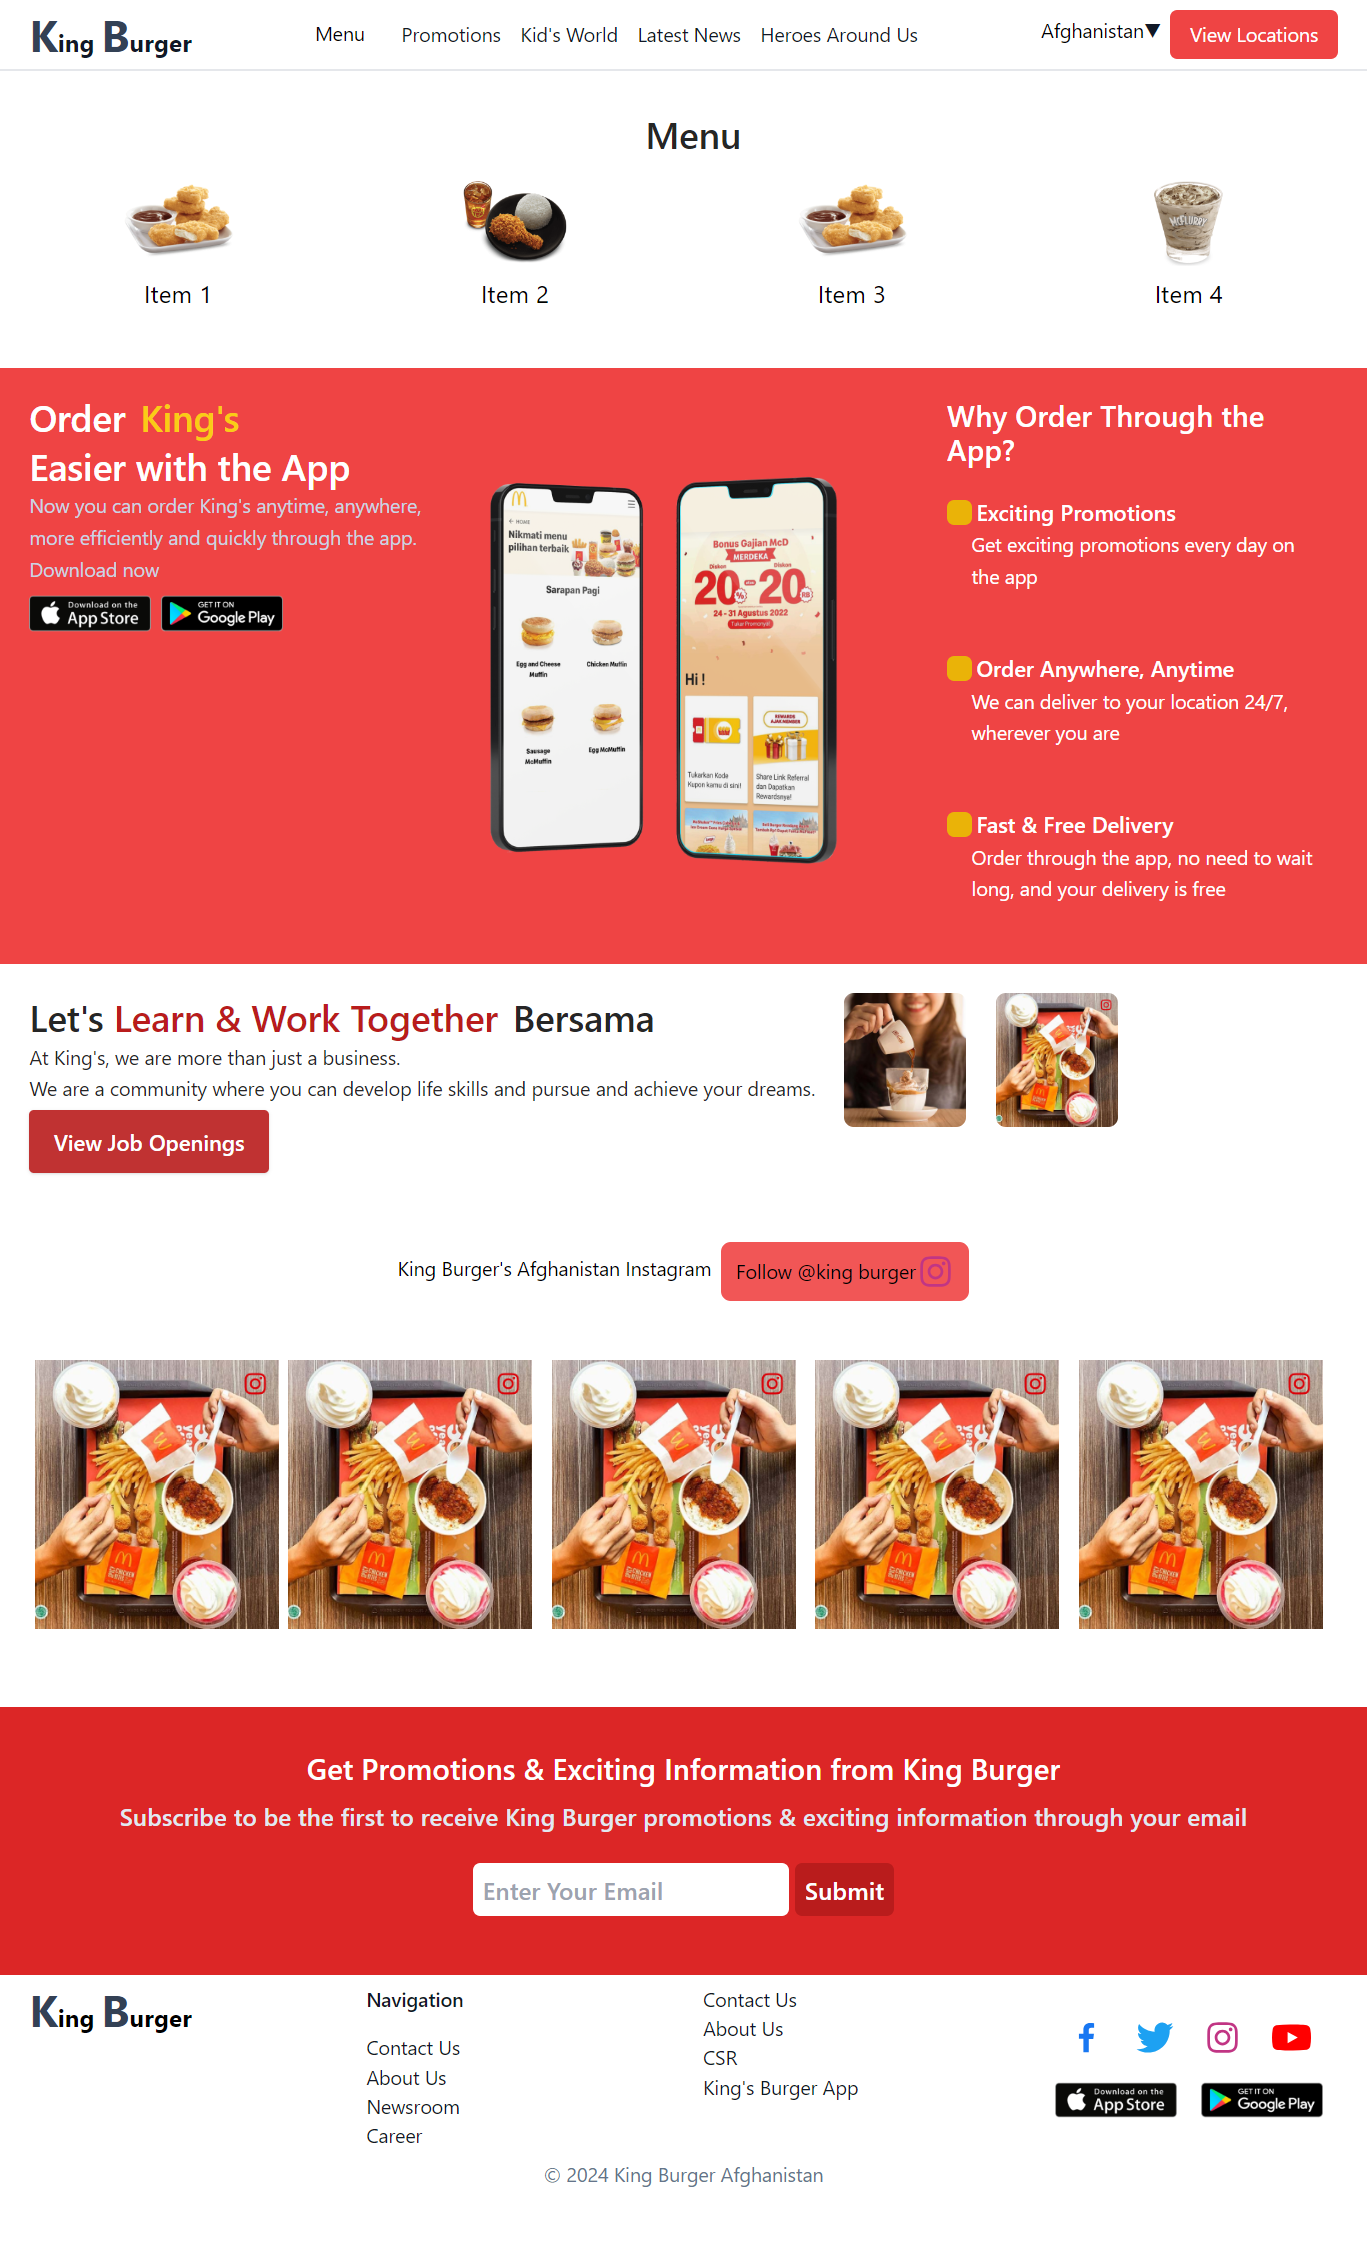 King Burger
Menu
Promotions
Kid's World
Latest News
Heroes Around Us
Afghanistan▼
View Locations
Menu
McFLURRY
Item 1
Item 2
Item 3
Item 4
Order King's
Easier with the App
Now you can order King's anytime, anywhere,
more efficiently and quickly through the app.
Download now
Download on the
App Store
GET IT ON
Google Play
HOME
Nikmati menu
pilihan terbaik
Sarapan Pagi
Egg and Cheese
Muffin
Chicken Muffin
Sausage
McMuffin
Egg McMuffin
Bonus Gajian McD
MERDEKA
Diskon
20%
atau
Diskon
20RB
24 - 31 Agustus 2022
Hi !
Tukarkan Kode
Kupon kamu di sini!
Share Link Referral
dan Dapatkan
Rewardsnya!
Why Order Through the
App?
Exciting Promotions
Get exciting promotions every day on
the app
Order Anywhere, Anytime
We can deliver to your location 24/7,
wherever you are
Fast & Free Delivery
Order through the app, no need to wait
long, and your delivery is free
Let's Learn & Work Together Bersama
At King's, we are more than just a business.
We are a community where you can develop life skills and pursue and achieve your dreams.
View Job Openings
King Burger's Afghanistan Instagram
Follow @king burger
Get Promotions & Exciting Information from King Burger
Subscribe to be the first to receive King Burger promotions & exciting information through your email
Enter Your Email
Submit
King Burger
Navigation
Contact Us
About Us
Newsroom
Career
Contact Us
About Us
CSR
King's Burger App
Download on the
App Store
GET IT ON
Google Play
© 2024 King Burger Afghanistan